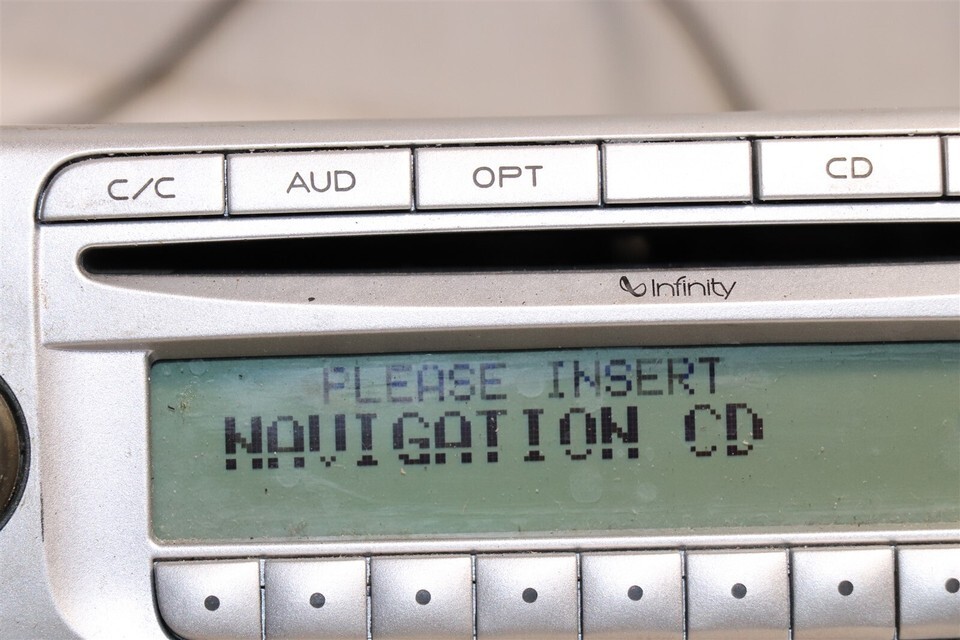 C/C AUD OPT CD
Infinity
PLEASE INSERT
NAVIGATION CD